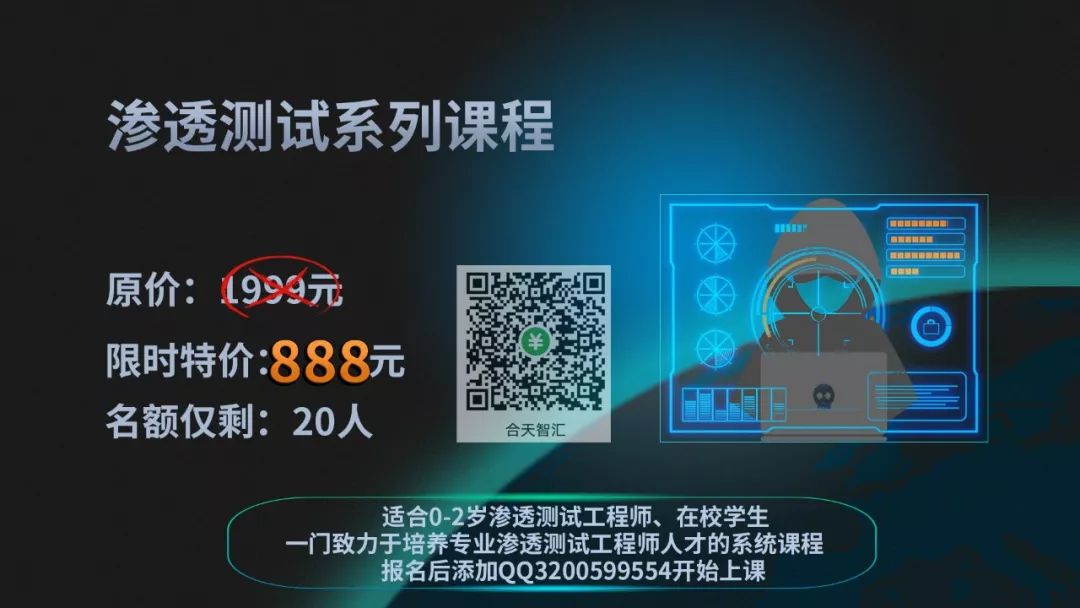 渗透测试系列课程
原价：1999元
限时特价：888元
名额仅剩：20人
合天智汇
适合0-2岁渗透测试工程师、在校学生
一门致力于培养专业渗透测试工程师人才的系统课程
报名后添加QQ3200599554开始上课